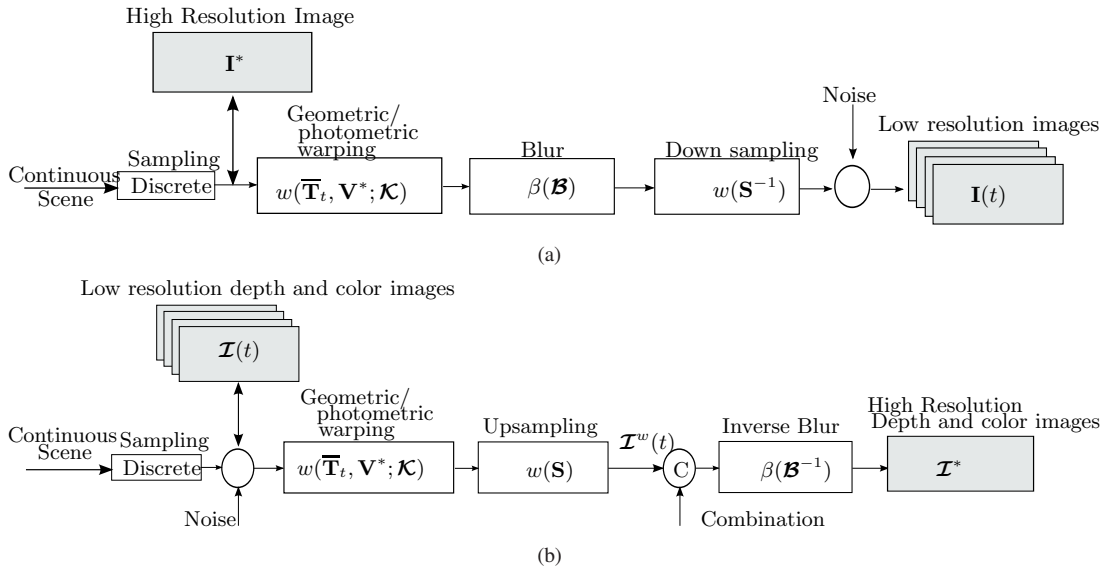 High Resolution Image
I*
Geometric/
photometric
warping
Noise
Low resolution images
Continuous
Scene
Sampling
Discrete
w(T̅ₜ, V*; 𝓚)
Blur
β(𝓑)
Down sampling
w(S⁻¹)
I(t)
(a)
Low resolution depth and color images
𝓘(t)
Geometric/
photometric
warping
High Resolution
Depth and color images
Continuous
Scene
Sampling
Discrete
w(T̅ₜ, V*; 𝓚)
Upsampling
w(S)
𝓘ʷ(t)
C
Inverse Blur
β(𝓑⁻¹)
𝓘*
Noise
Combination
(b)